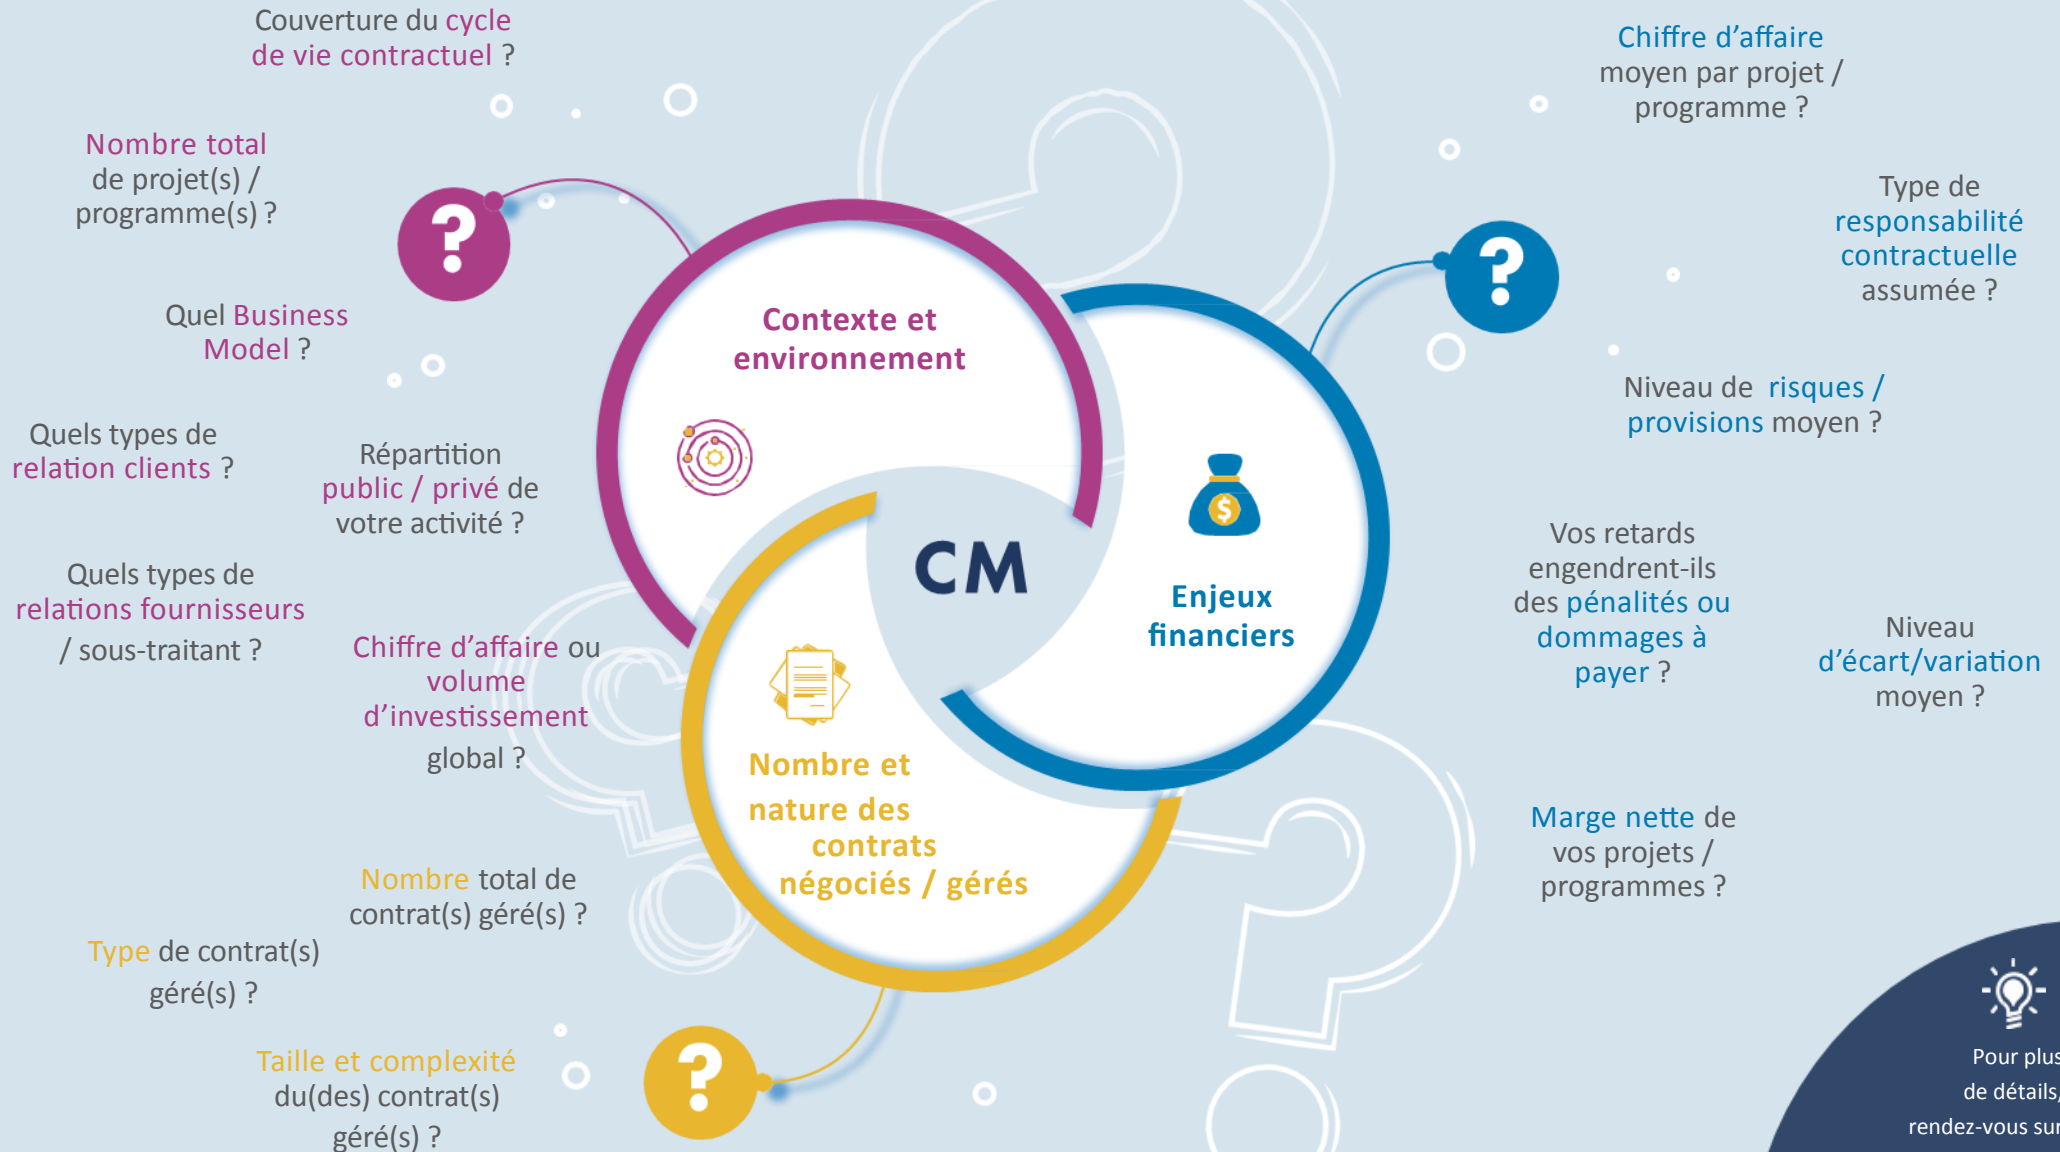 Couverture du cycle
de vie contractuel ?
Nombre total
de projet(s) /
programme(s) ?
?
Quel Business
Model ?
Quels types de
relation clients ?
Répartition
public / privé de
votre activité ?
Quels types de
relations fournisseurs
/ sous-traitant ?
Chiffre d’affaire ou
volume
d’investissement
global ?
Contexte et
environnement
CM
Enjeux
financiers
$
Nombre et
nature des
contrats
négociés / gérés
Chiffre d’affaire
moyen par projet /
programme ?
?
Type de
responsabilité
contractuelle
assumée ?
Niveau de risques /
provisions moyen ?
Vos retards
engendrent-ils
des pénalités ou
dommages à
payer ?
Niveau
d’écart/variation
moyen ?
Marge nette de
vos projets /
programmes ?
Nombre total de
contrat(s) géré(s) ?
Type de contrat(s)
géré(s) ?
Taille et complexité
du(des) contrat(s)
géré(s) ?
?
Pour plus
de détails,
rendez-vous sur